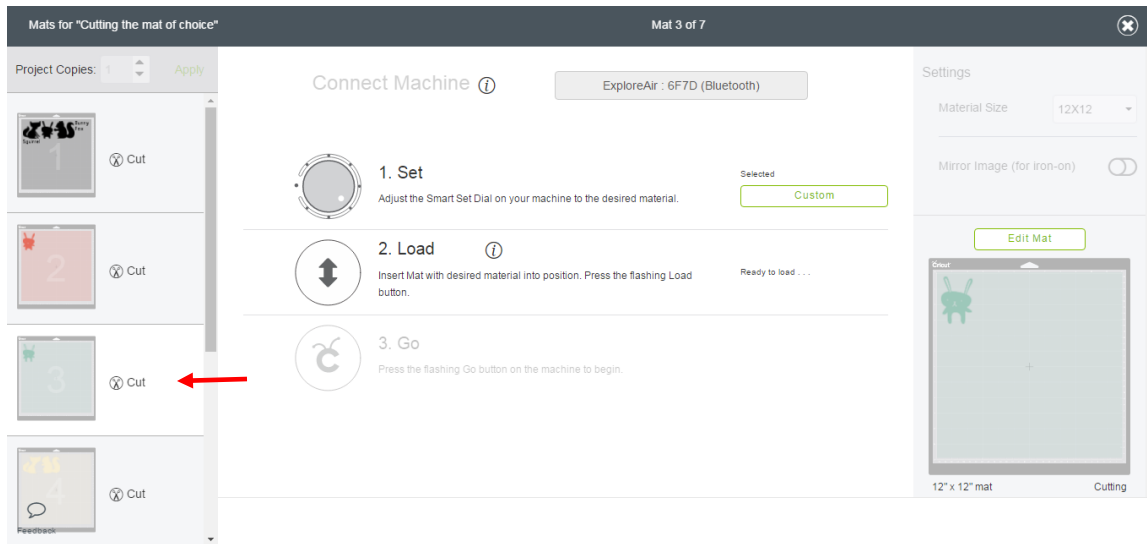 Mats for "Cutting the mat of choice"
Mat 3 of 7
Project Copies: 1 Apply
Connect Machine i
ExploreAir : 6F7D (Bluetooth)
Settings
Material Size 12X12
Mirror Image (for iron-on)
Bunny
Fox
Squirrel
1
Cut
2
Cut
3
Cut
4
Cut
Feedback
1. Set
Adjust the Smart Set Dial on your machine to the desired material.
Selected
Custom
2. Load i
Insert Mat with desired material into position. Press the flashing Load
button.
Ready to load . . .
3. Go
Press the flashing Go button on the machine to begin.
Edit Mat
Cricut
12" x 12" mat
Cutting